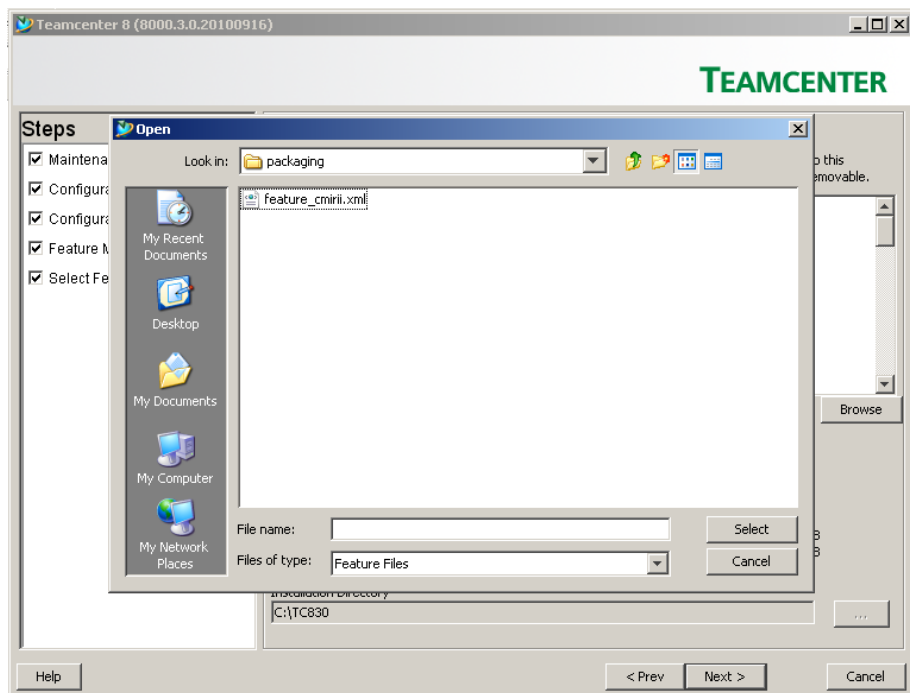 Teamcenter 8 (8000.3.0.20100916)
TEAMCENTER
Steps
Open
Maintena
Look in:
packaging
o this
emovable.
Configura
feature_cmirii.xml
Configura
My Recent
Documents
Feature M
Select Fe
Desktop
My Documents
Browse
My Computer
File name:
Select
My Network
Places
Files of type:
Feature Files
Cancel
Installation Directory
C:\TC830
...
Help
< Prev
Next >
Cancel